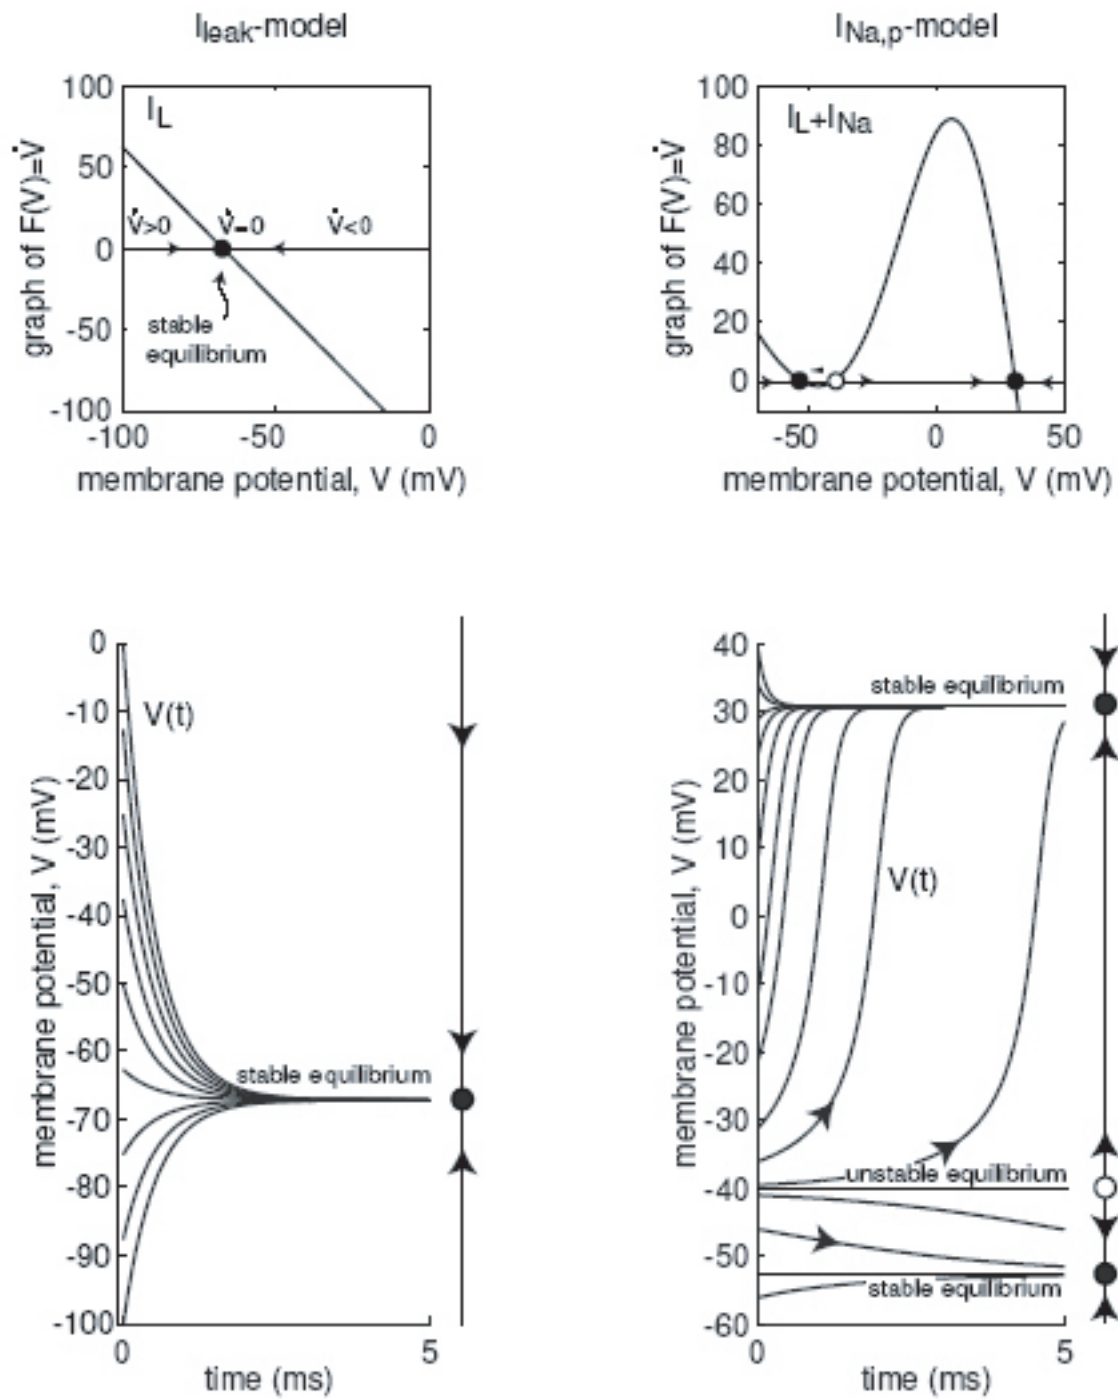 I_leak-model
100
50
0
-50
-100
graph of F(V)=V̇
I_L
V̇>0
V̇=0
V̇<0
stable
equilibrium
-100
-50
0
membrane potential, V (mV)
I_Na,p-model
100
80
60
40
20
0
graph of F(V)=V̇
I_L+I_Na
-50
0
50
membrane potential, V (mV)
0
-10
-20
-30
-40
-50
-60
-70
-80
-90
-100
membrane potential, V (mV)
V(t)
stable equilibrium
0
5
time (ms)
40
30
20
10
0
-10
-20
-30
-40
-50
-60
membrane potential, V (mV)
stable equilibrium
V(t)
unstable equilibrium
stable equilibrium
0
5
time (ms)